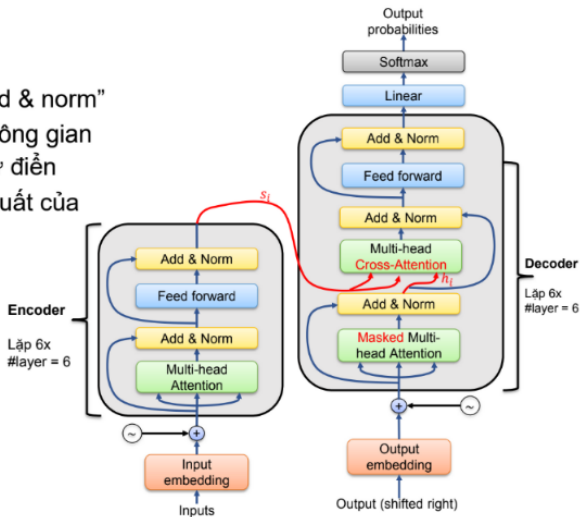 d & norm”
ông gian
ừ điển
uất của
Encoder
Lặp 6x
#layer = 6
Add & Norm
Feed forward
Add & Norm
Multi-head
Attention
~
+
Input
embedding
Inputs
s_i
Output
probabilities
Softmax
Linear
Add & Norm
Feed forward
Add & Norm
Multi-head
Cross-Attention
h_i
Add & Norm
Masked Multi-
head Attention
+
~
Output
embedding
Output (shifted right)
Decoder
Lặp 6x
#layer = 6